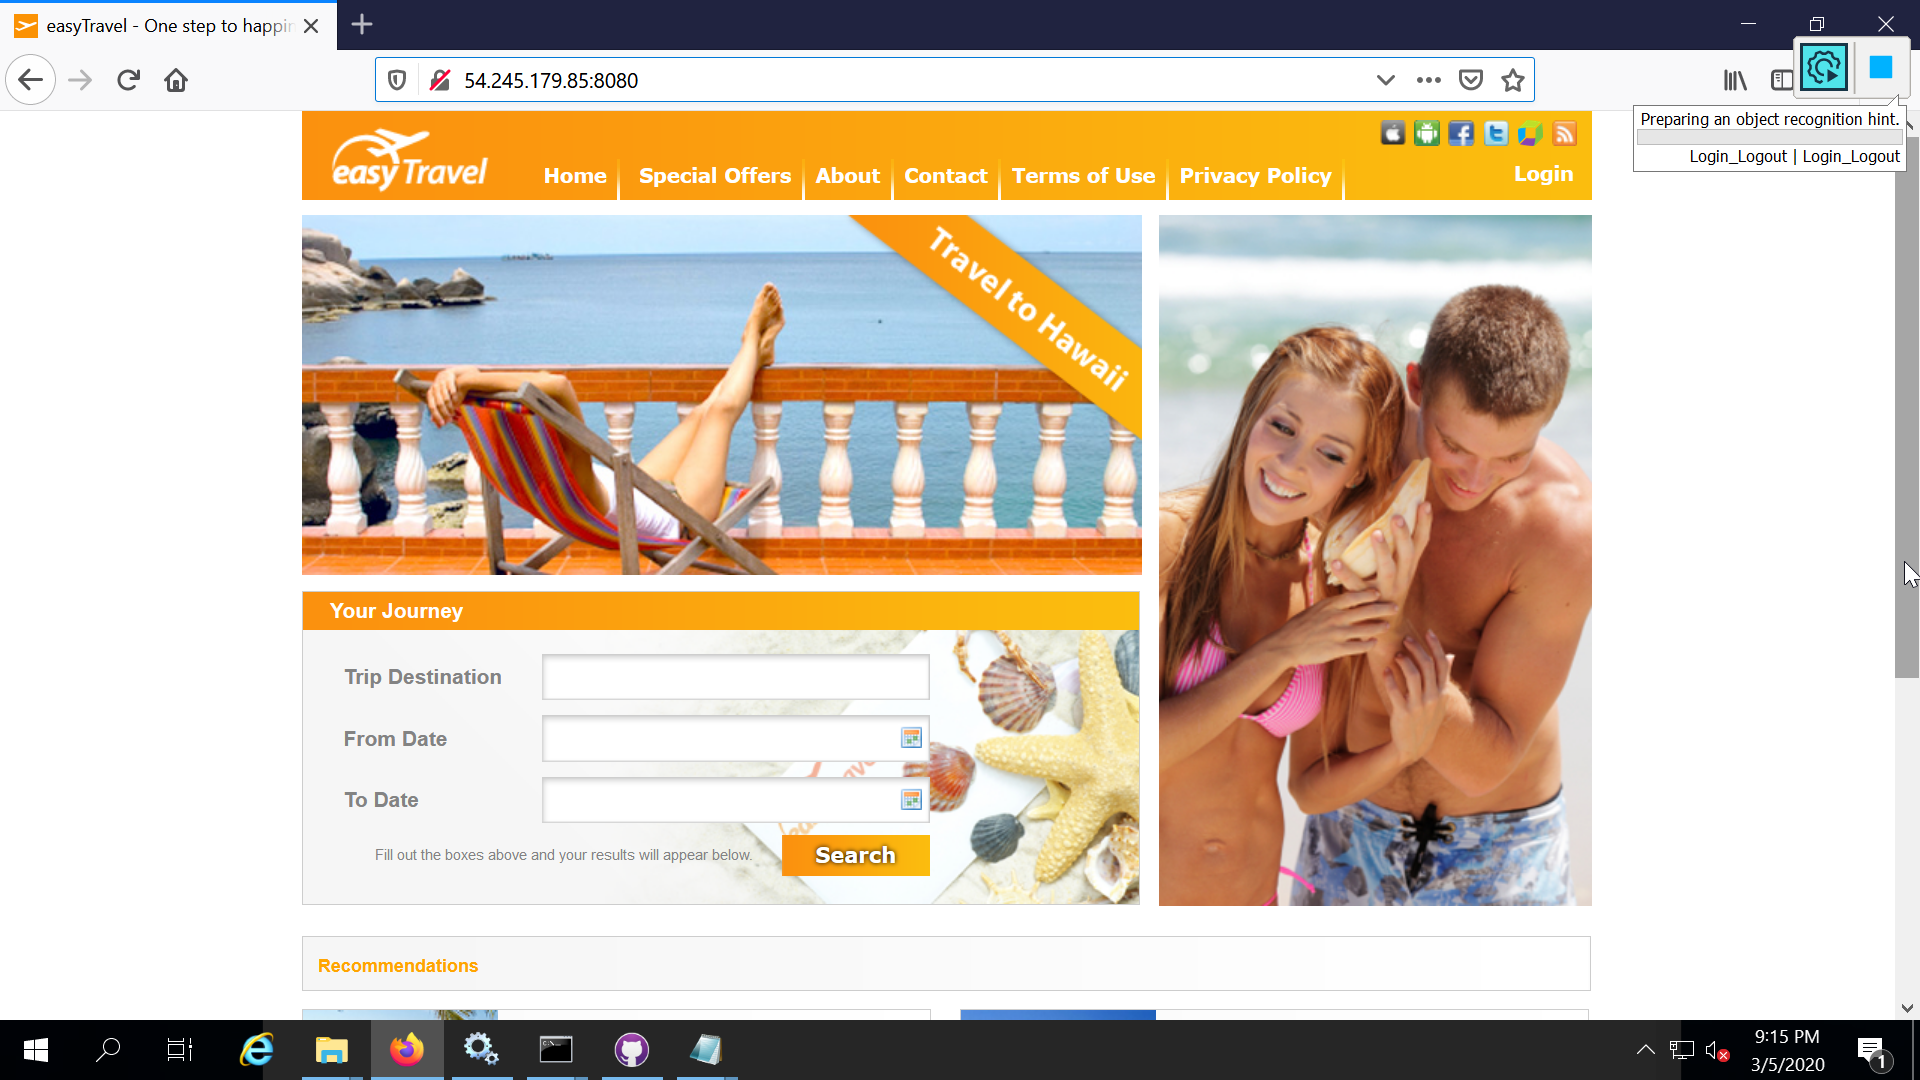 easyTravel - One step to happin
54.245.179.85:8080
Preparing an object recognition hint.
Login_Logout | Login_Logout
easyTravel
Home
Special Offers
About
Contact
Terms of Use
Privacy Policy
Login
Travel to Hawaii
Your Journey
Trip Destination
From Date
To Date
Fill out the boxes above and your results will appear below.
Search
Recommendations
9:15 PM
3/5/2020
1